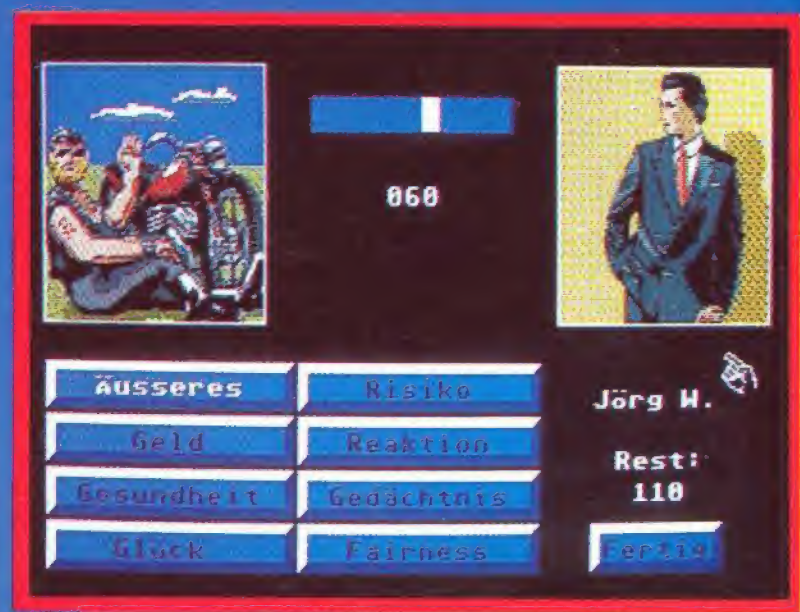 060
Äusseres
Risiko
Geld
Reaktion
Gesundheit
Gedächtnis
Glück
Fairness
Jörg W.
Rest:
110
Fertig